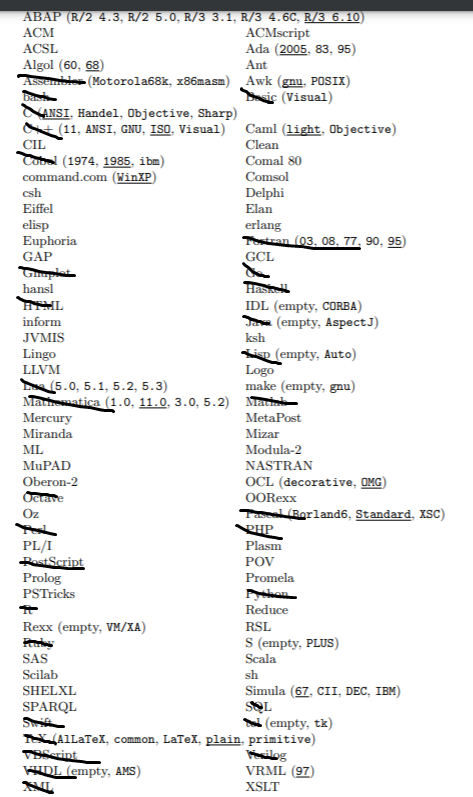 ABAP (R/2 4.3, R/2 5.0, R/3 3.1, R/3 4.6C, R/3 6.10)
ACM ACMscript
ACSL Ada (2005, 83, 95)
Algol (60, 68) Ant
Assembler (Motorola68k, x86masm) Awk (gnu, POSIX)
bash Basic (Visual)
C (ANSI, Handel, Objective, Sharp)
C++ (11, ANSI, GNU, ISO, Visual) Caml (light, Objective)
CIL Clean
Cobol (1974, 1985, ibm) Comal 80
command.com (WinXP) Comsol
csh Delphi
Eiffel Elan
elisp erlang
Euphoria Fortran (03, 08, 77, 90, 95)
GAP GCL
Gnuplot Go
hansl Haskell
HTML IDL (empty, CORBA)
inform Java (empty, AspectJ)
JVMIS ksh
Lingo Lisp (empty, Auto)
LLVM Logo
Lua (5.0, 5.1, 5.2, 5.3) make (empty, gnu)
Mathematica (1.0, 11.0, 3.0, 5.2) Matlab
Mercury MetaPost
Miranda Mizar
ML Modula-2
MuPAD NASTRAN
Oberon-2 OCL (decorative, OMG)
Octave OORexx
Oz Pascal (Borland6, Standard, XSC)
Perl PHP
PL/I Plasm
PostScript POV
Prolog Promela
PSTricks Python
R Reduce
Rexx (empty, VM/XA) RSL
Ruby S (empty, PLUS)
SAS Scala
Scilab sh
SHELXL Simula (67, CII, DEC, IBM)
SPARQL SQL
Swift tcl (empty, tk)
TeX (AlLaTeX, common, LaTeX, plain, primitive)
VBScript Verilog
VHDL (empty, AMS) VRML (97)
XML XSLT